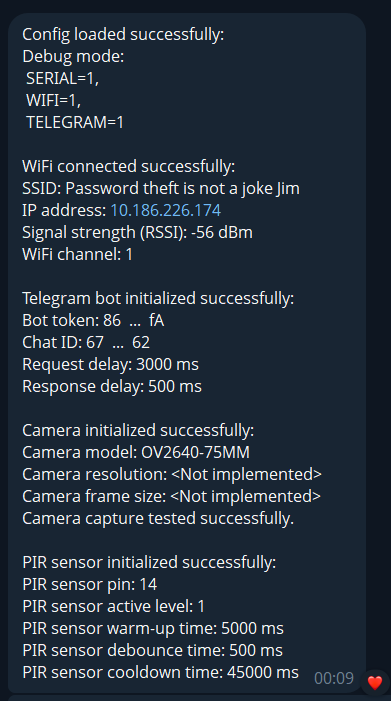 Config loaded successfully:
Debug mode:
SERIAL=1,
WIFI=1,
TELEGRAM=1
WiFi connected successfully:
SSID: Password theft is not a joke Jim
IP address: 10.186.226.174
Signal strength (RSSI): -56 dBm
WiFi channel: 1
Telegram bot initialized successfully:
Bot token: 86 ... fA
Chat ID: 67 ... 62
Request delay: 3000 ms
Response delay: 500 ms
Camera initialized successfully:
Camera model: OV2640-75MM
Camera resolution: <Not implemented>
Camera frame size: <Not implemented>
Camera capture tested successfully.
PIR sensor initialized successfully:
PIR sensor pin: 14
PIR sensor active level: 1
PIR sensor warm-up time: 5000 ms
PIR sensor debounce time: 500 ms
PIR sensor cooldown time: 45000 ms
00:09